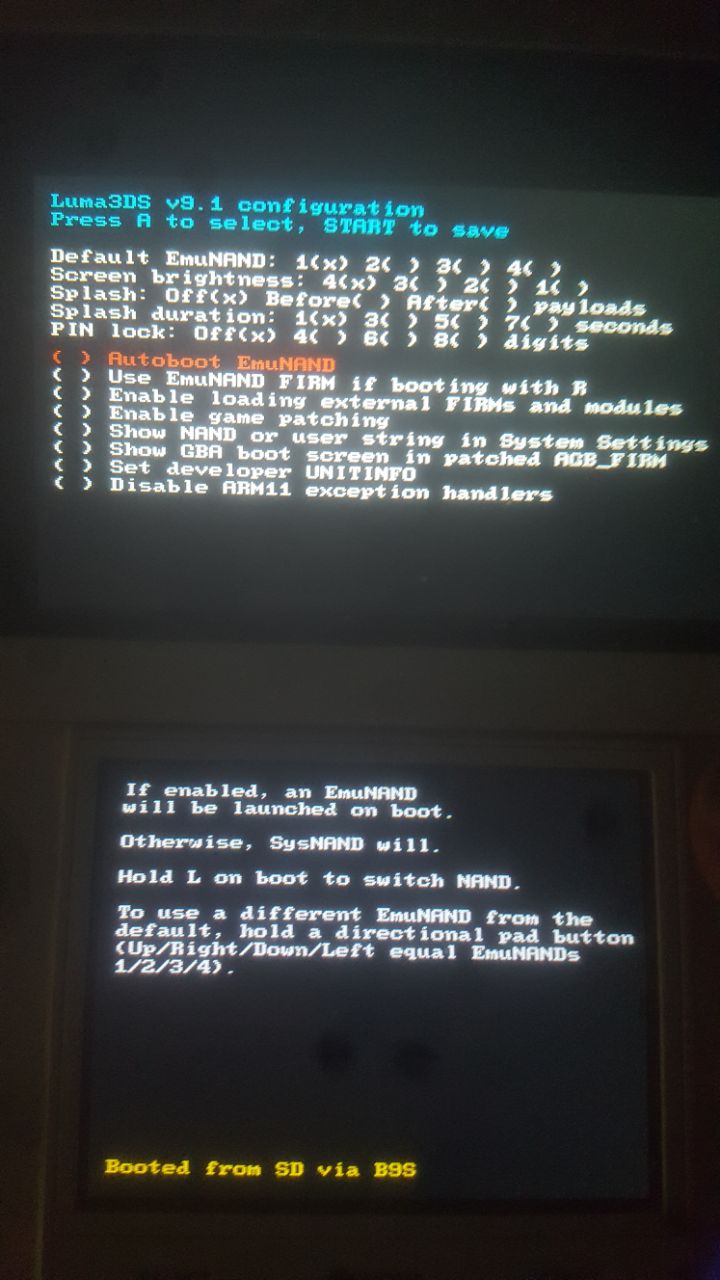 Luma3DS v9.1 configuration
Press A to select, START to save
Default EmuNAND: 1(x) 2( ) 3( ) 4( )
Screen brightness: 4(x) 3( ) 2( ) 1( )
Splash: Off(x) Before( ) After( ) payloads
Splash duration: 1(x) 3( ) 5( ) 7( ) seconds
PIN lock: Off(x) 4( ) 6( ) 8( ) digits
( ) Autoboot EmuNAND
( ) Use EmuNAND FIRM if booting with R
( ) Enable loading external FIRMs and modules
( ) Enable game patching
( ) Show NAND or user string in System Settings
( ) Show GBA boot screen in patched AGB_FIRM
( ) Set developer UNITINFO
( ) Disable ARM11 exception handlers
If enabled, an EmuNAND
will be launched on boot.
Otherwise, SysNAND will.
Hold L on boot to switch NAND.
To use a different EmuNAND from the
default, hold a directional pad button
(Up/Right/Down/Left equal EmuNANDs
1/2/3/4).
Booted from SD via B9S